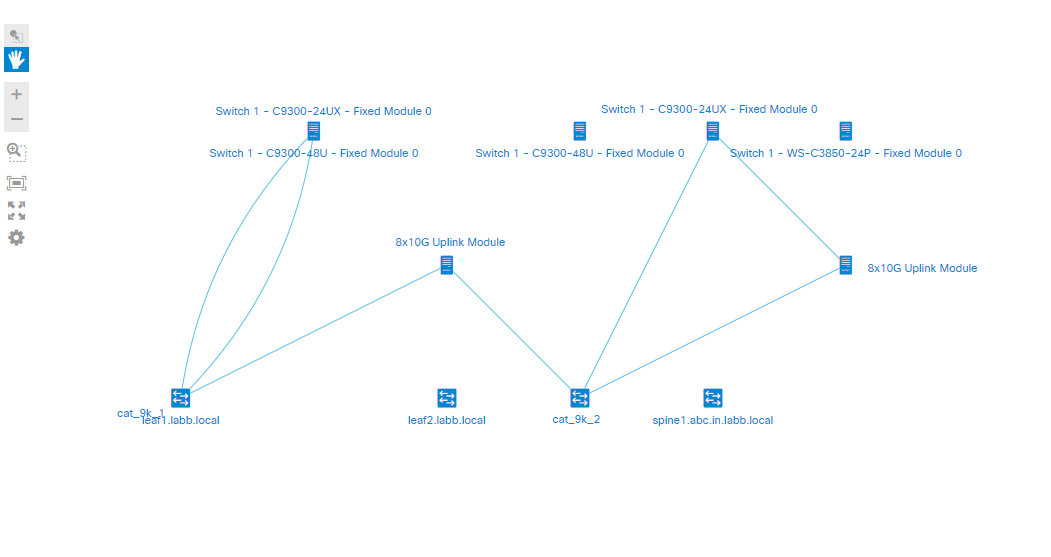 Switch 1 - C9300-24UX - Fixed Module 0
Switch 1 - C9300-24UX - Fixed Module 0
Switch 1 - C9300-48U - Fixed Module 0
Switch 1 - C9300-48U - Fixed Module 0
Switch 1 - WS-C3850-24P - Fixed Module 0
8x10G Uplink Module
8x10G Uplink Module
cat_9k_1
leaf1.labb.local
leaf2.labb.local
cat_9k_2
spine1.abc.in.labb.local